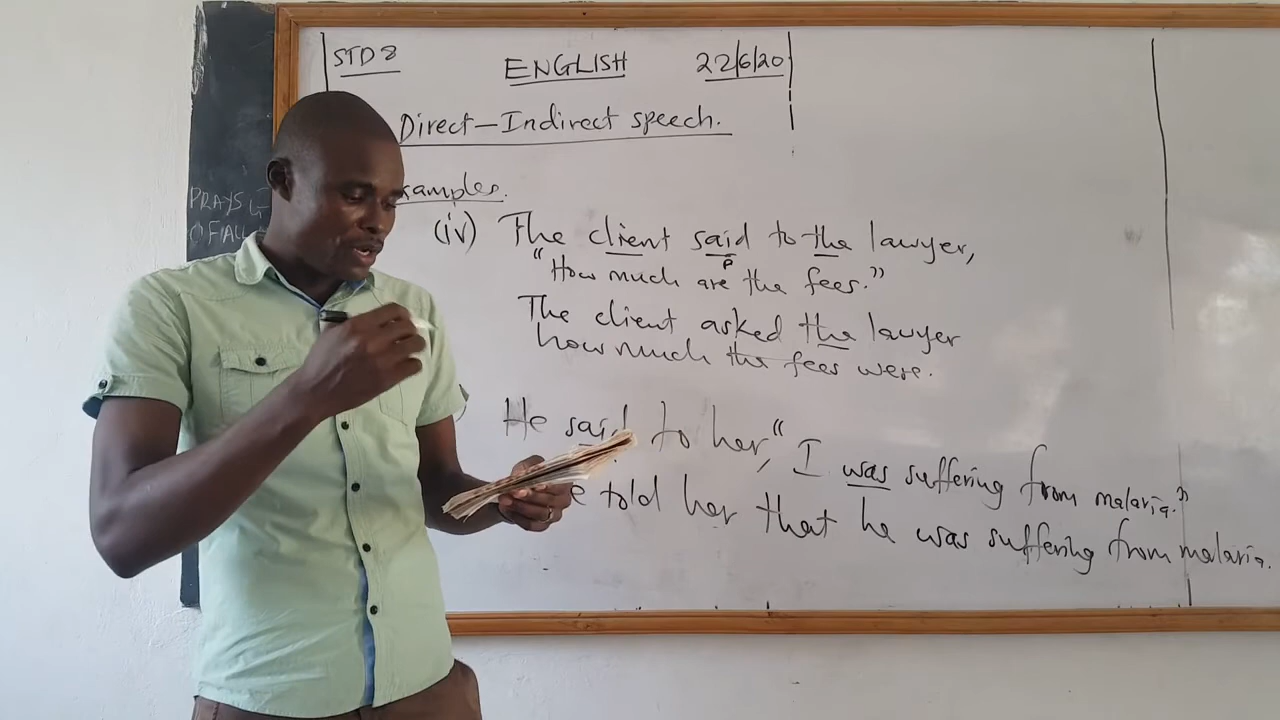 STD 8 ENGLISH 22/6/20
Direct–Indirect speech.
xamples.
(iv) The client said to the lawyer,
P
"How much are the fees."
The client asked the lawyer
how much the fees were.
He said to her, "I was suffering from malaria."
e told her that he was suffering from malaria.
PRAYS